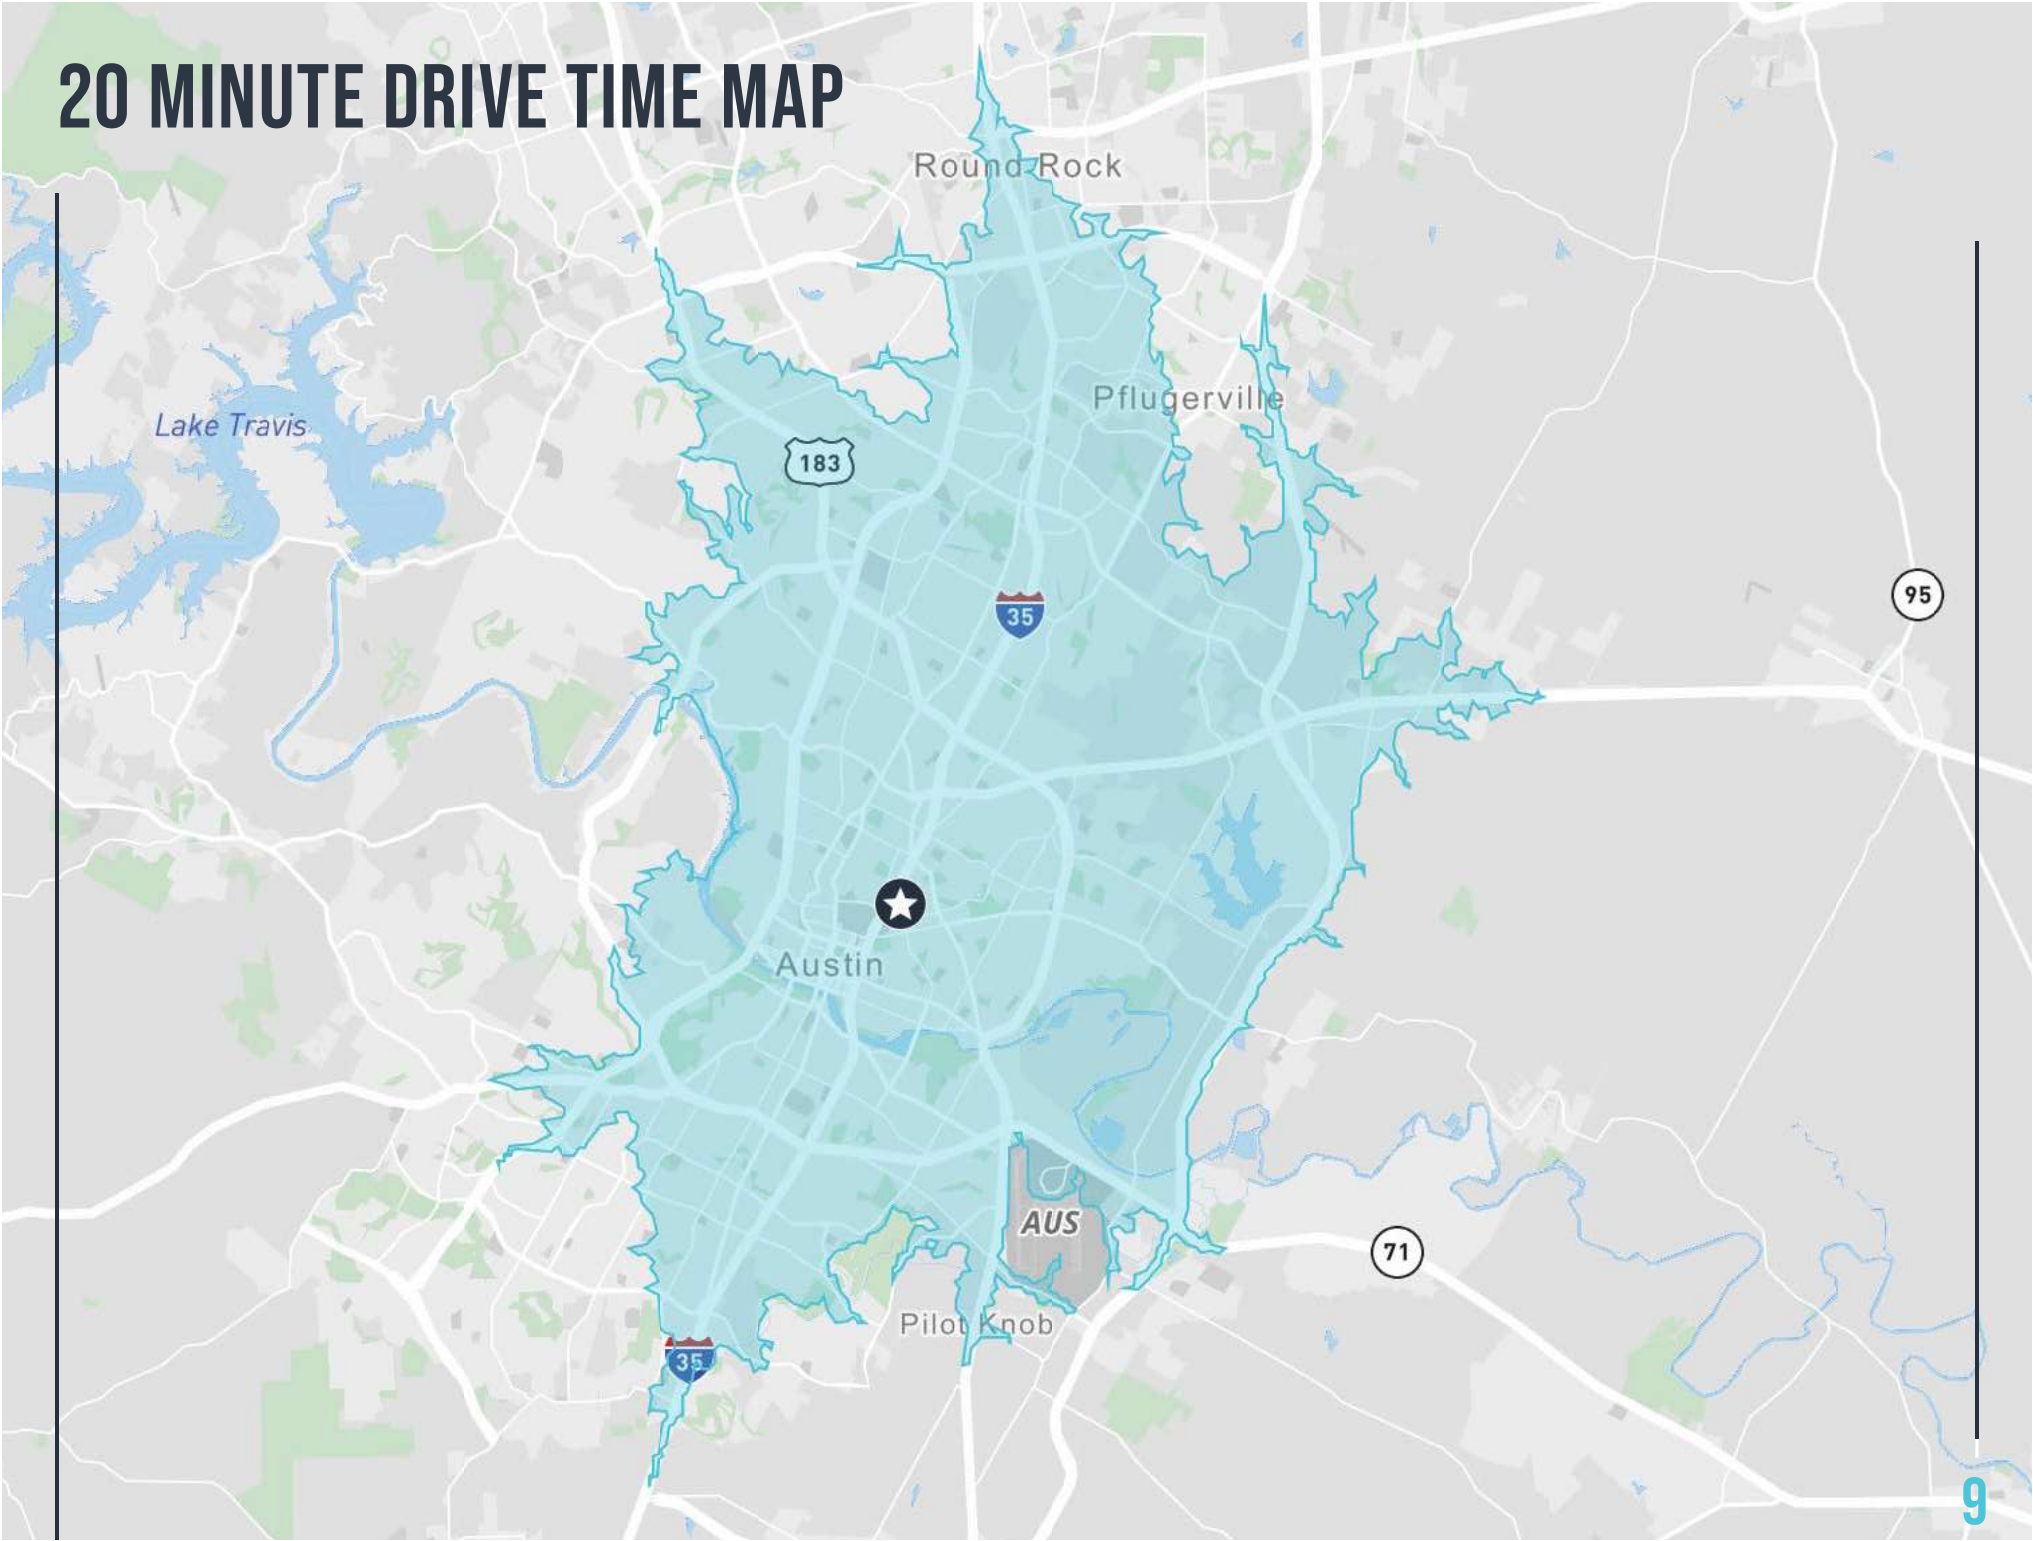 20 MINUTE DRIVE TIME MAP
Round Rock
Pflugerville
Lake Travis
183
35
95
Austin
AUS
71
Pilot Knob
35
9